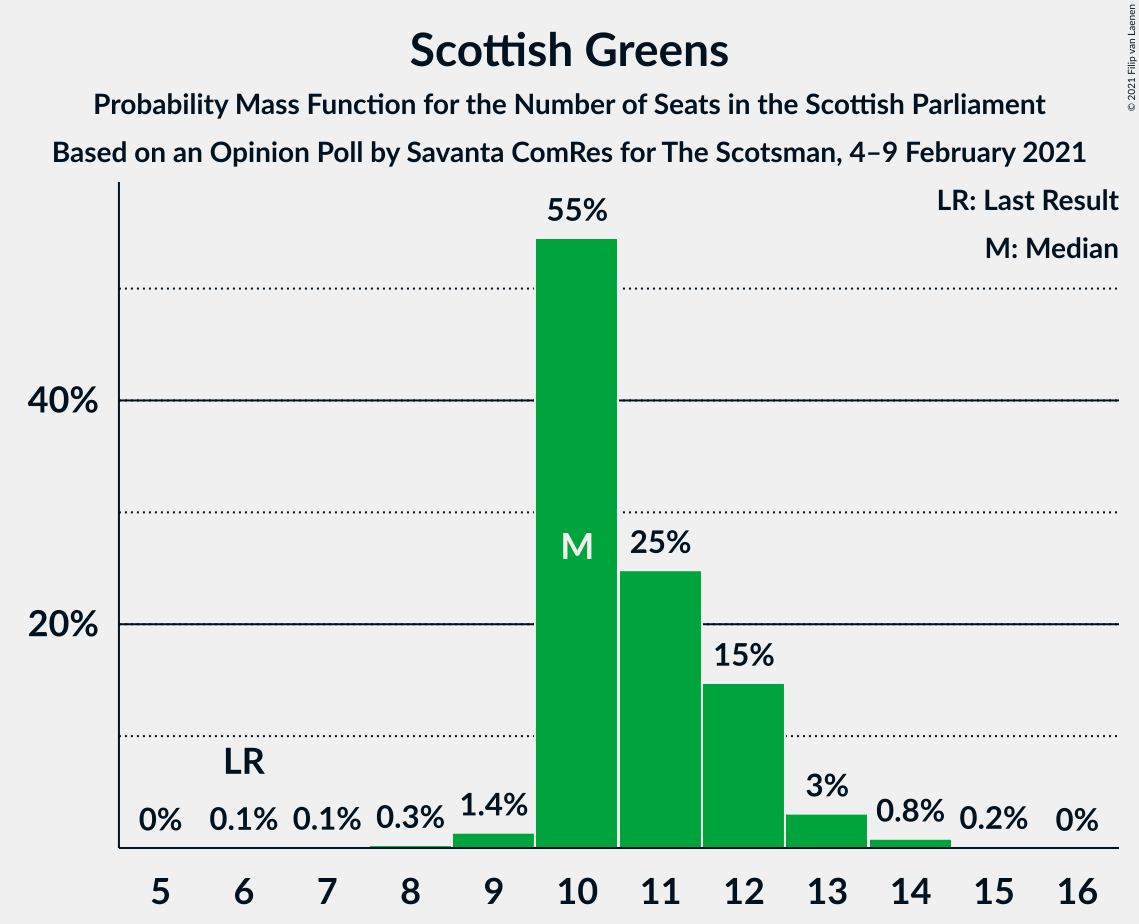 Scottish Greens
Probability Mass Function for the Number of Seats in the Scottish Parliament
Based on an Opinion Poll by Savanta ComRes for The Scotsman, 4–9 February 2021
© 2021 Filip van Laenen
LR: Last Result
M: Median
55%
40%
M
25%
20%
15%
LR
3%
0%
0.1%
0.1%
0.3%
1.4%
0.8%
0.2%
0%
5 6 7 8 9 10 11 12 13 14 15 16